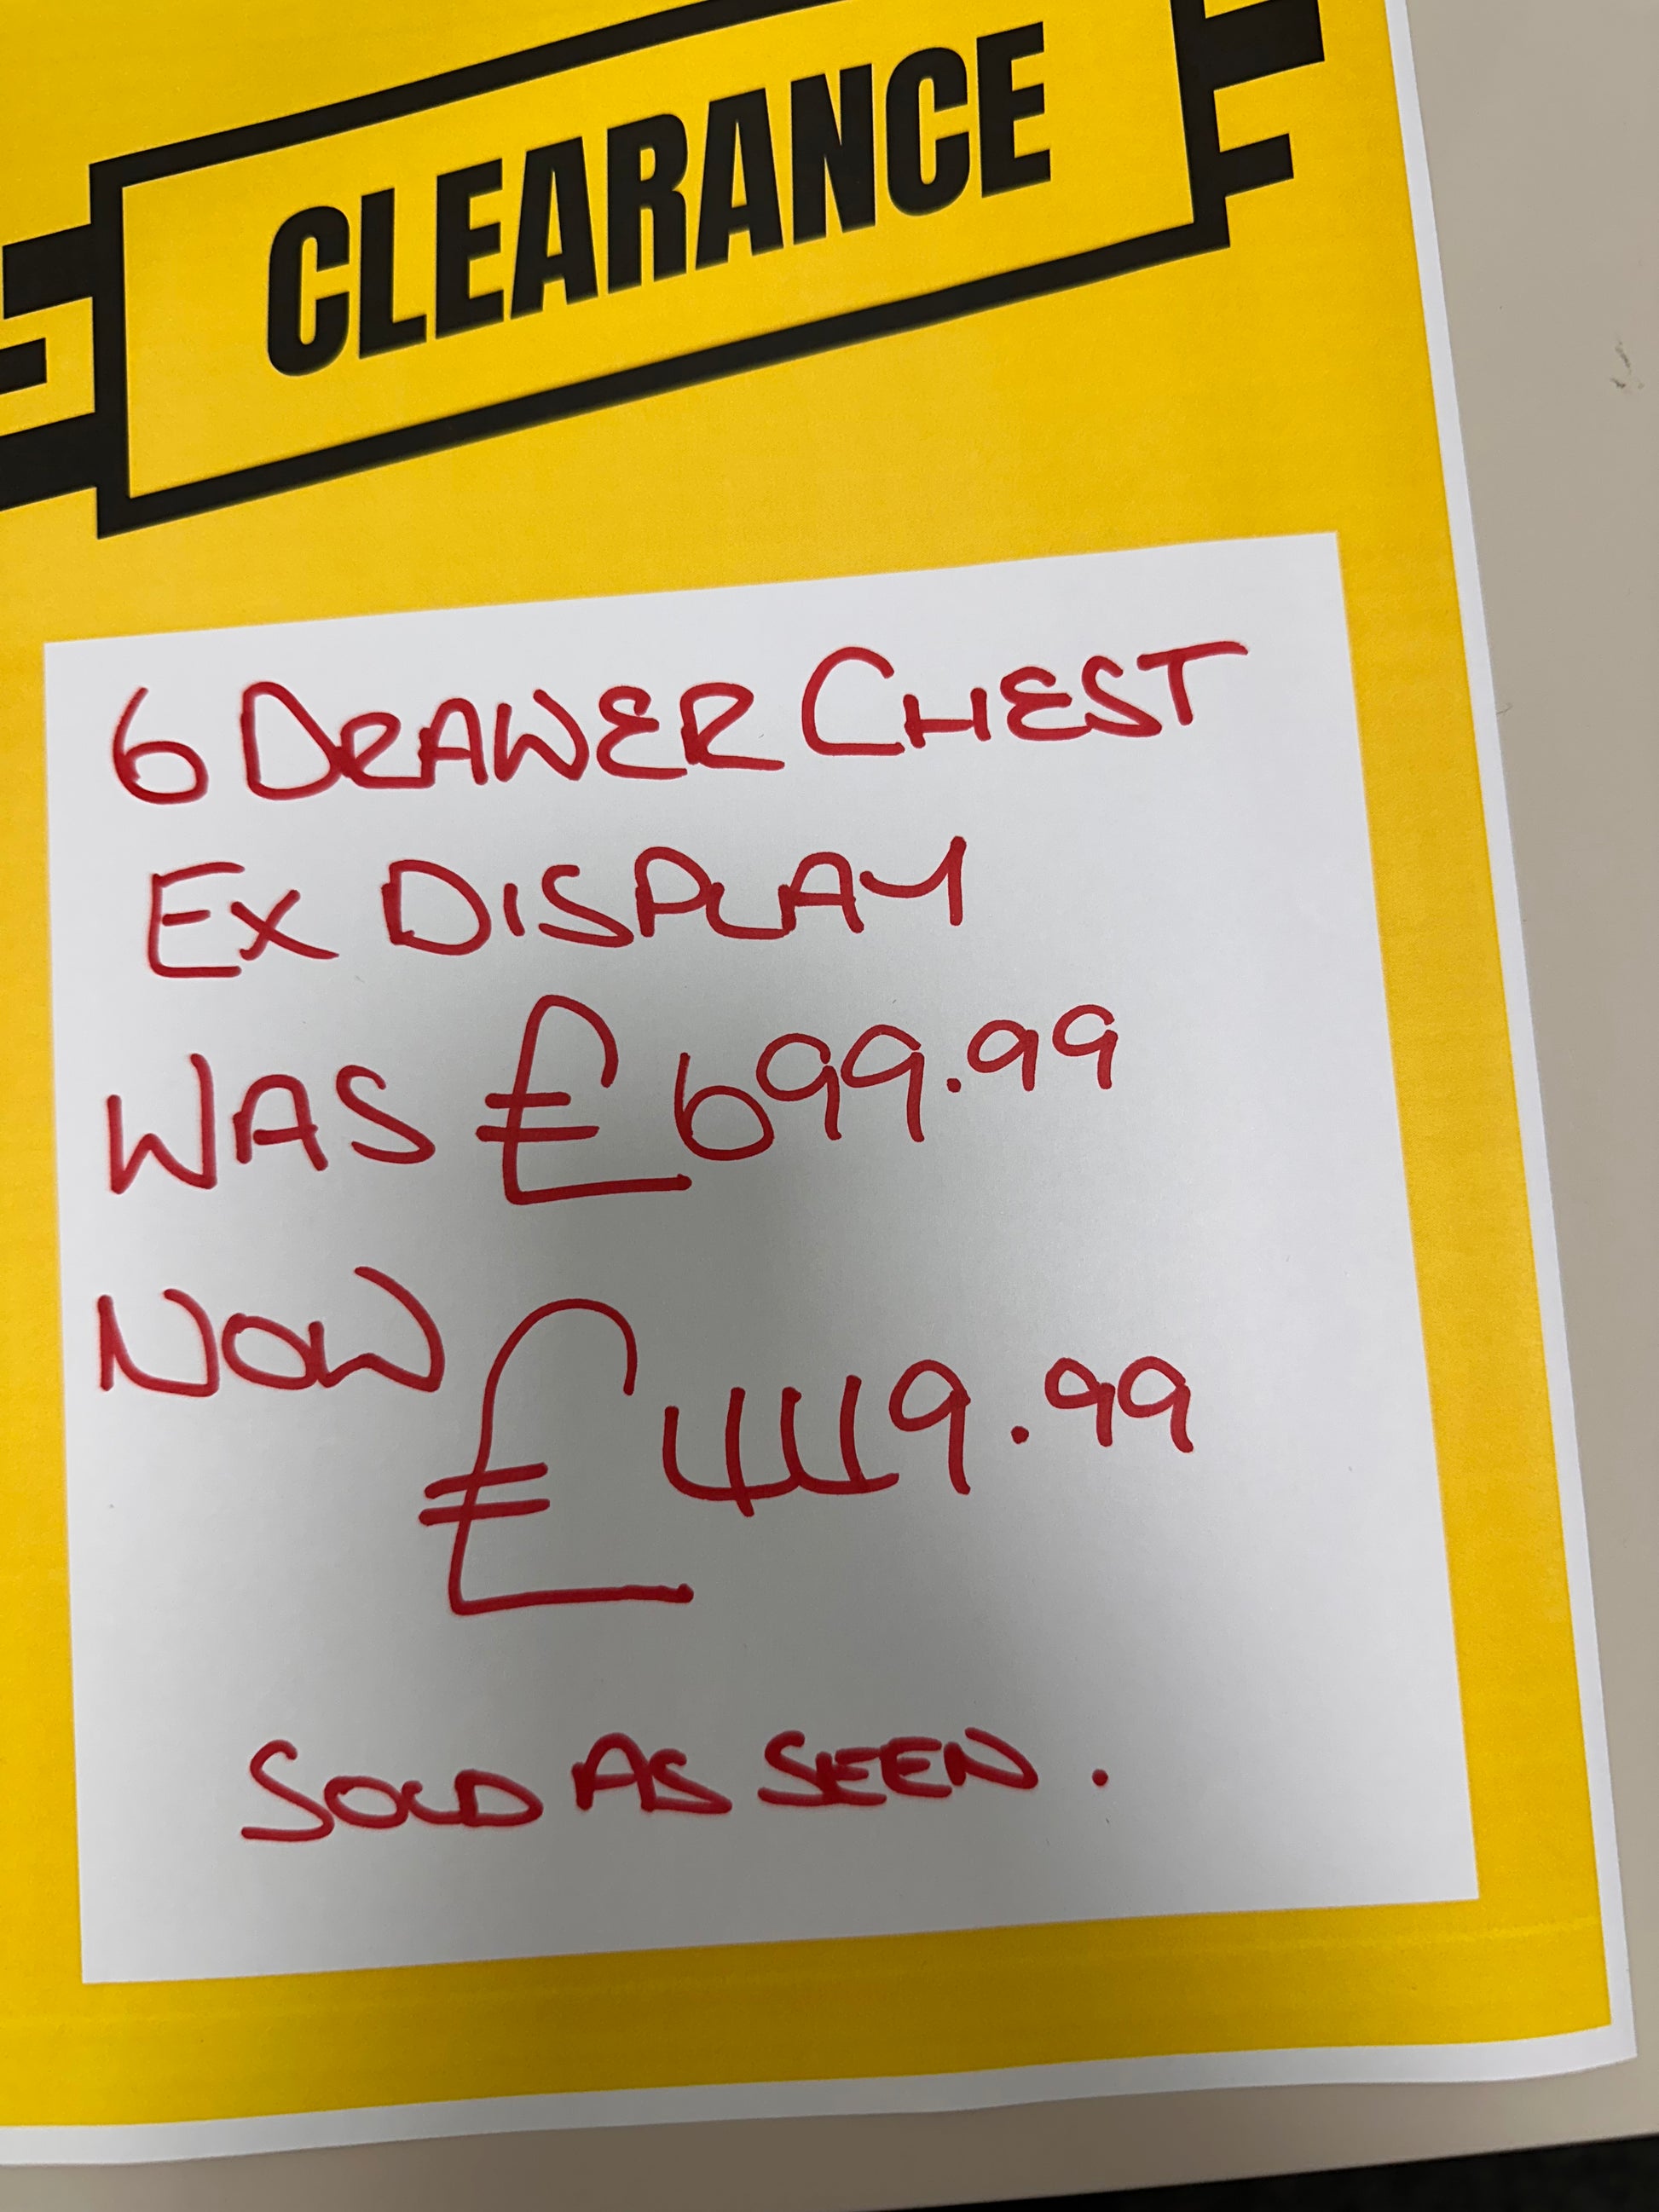 CLEARANCE
6 DRAWER CHEST
EX DISPLAY
WAS £699.99
NOW
£449.99
SOLD AS SEEN.